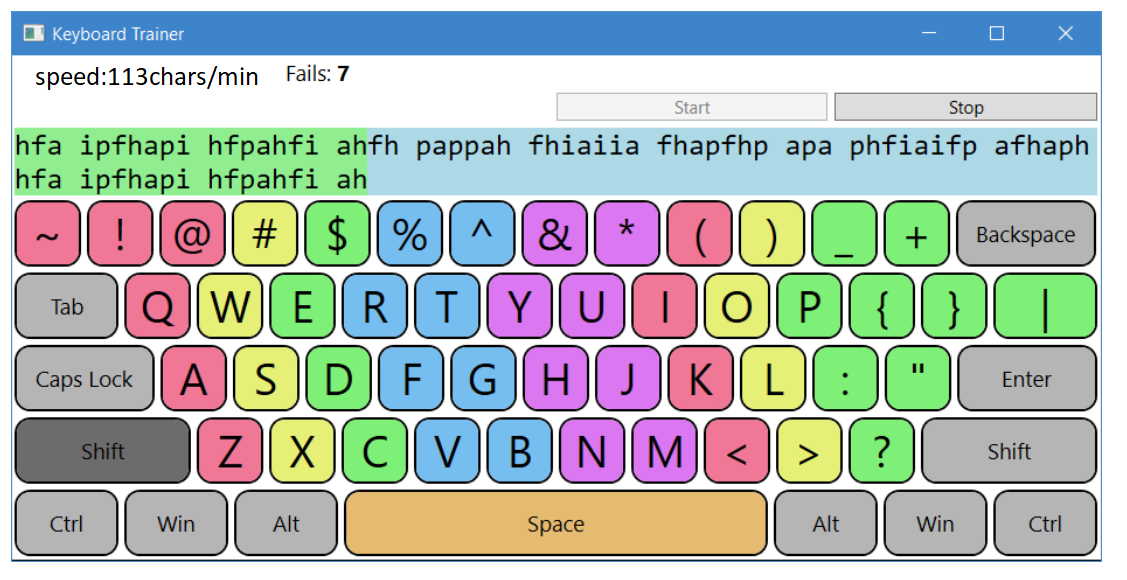 Keyboard Trainer
speed:113chars/min Fails: 7
Start Stop
hfa ipfhapi hfpahfi ahfh pappah fhiaiia fhapfhp apa phfiaifp afhaph
hfa ipfhapi hfpahfi ah
~ ! @ # $ % ^ & * ( ) _ + Backspace
Tab Q W E R T Y U I O P { } |
Caps Lock A S D F G H J K L : " Enter
Shift Z X C V B N M < > ? Shift
Ctrl Win Alt Space Alt Win Ctrl